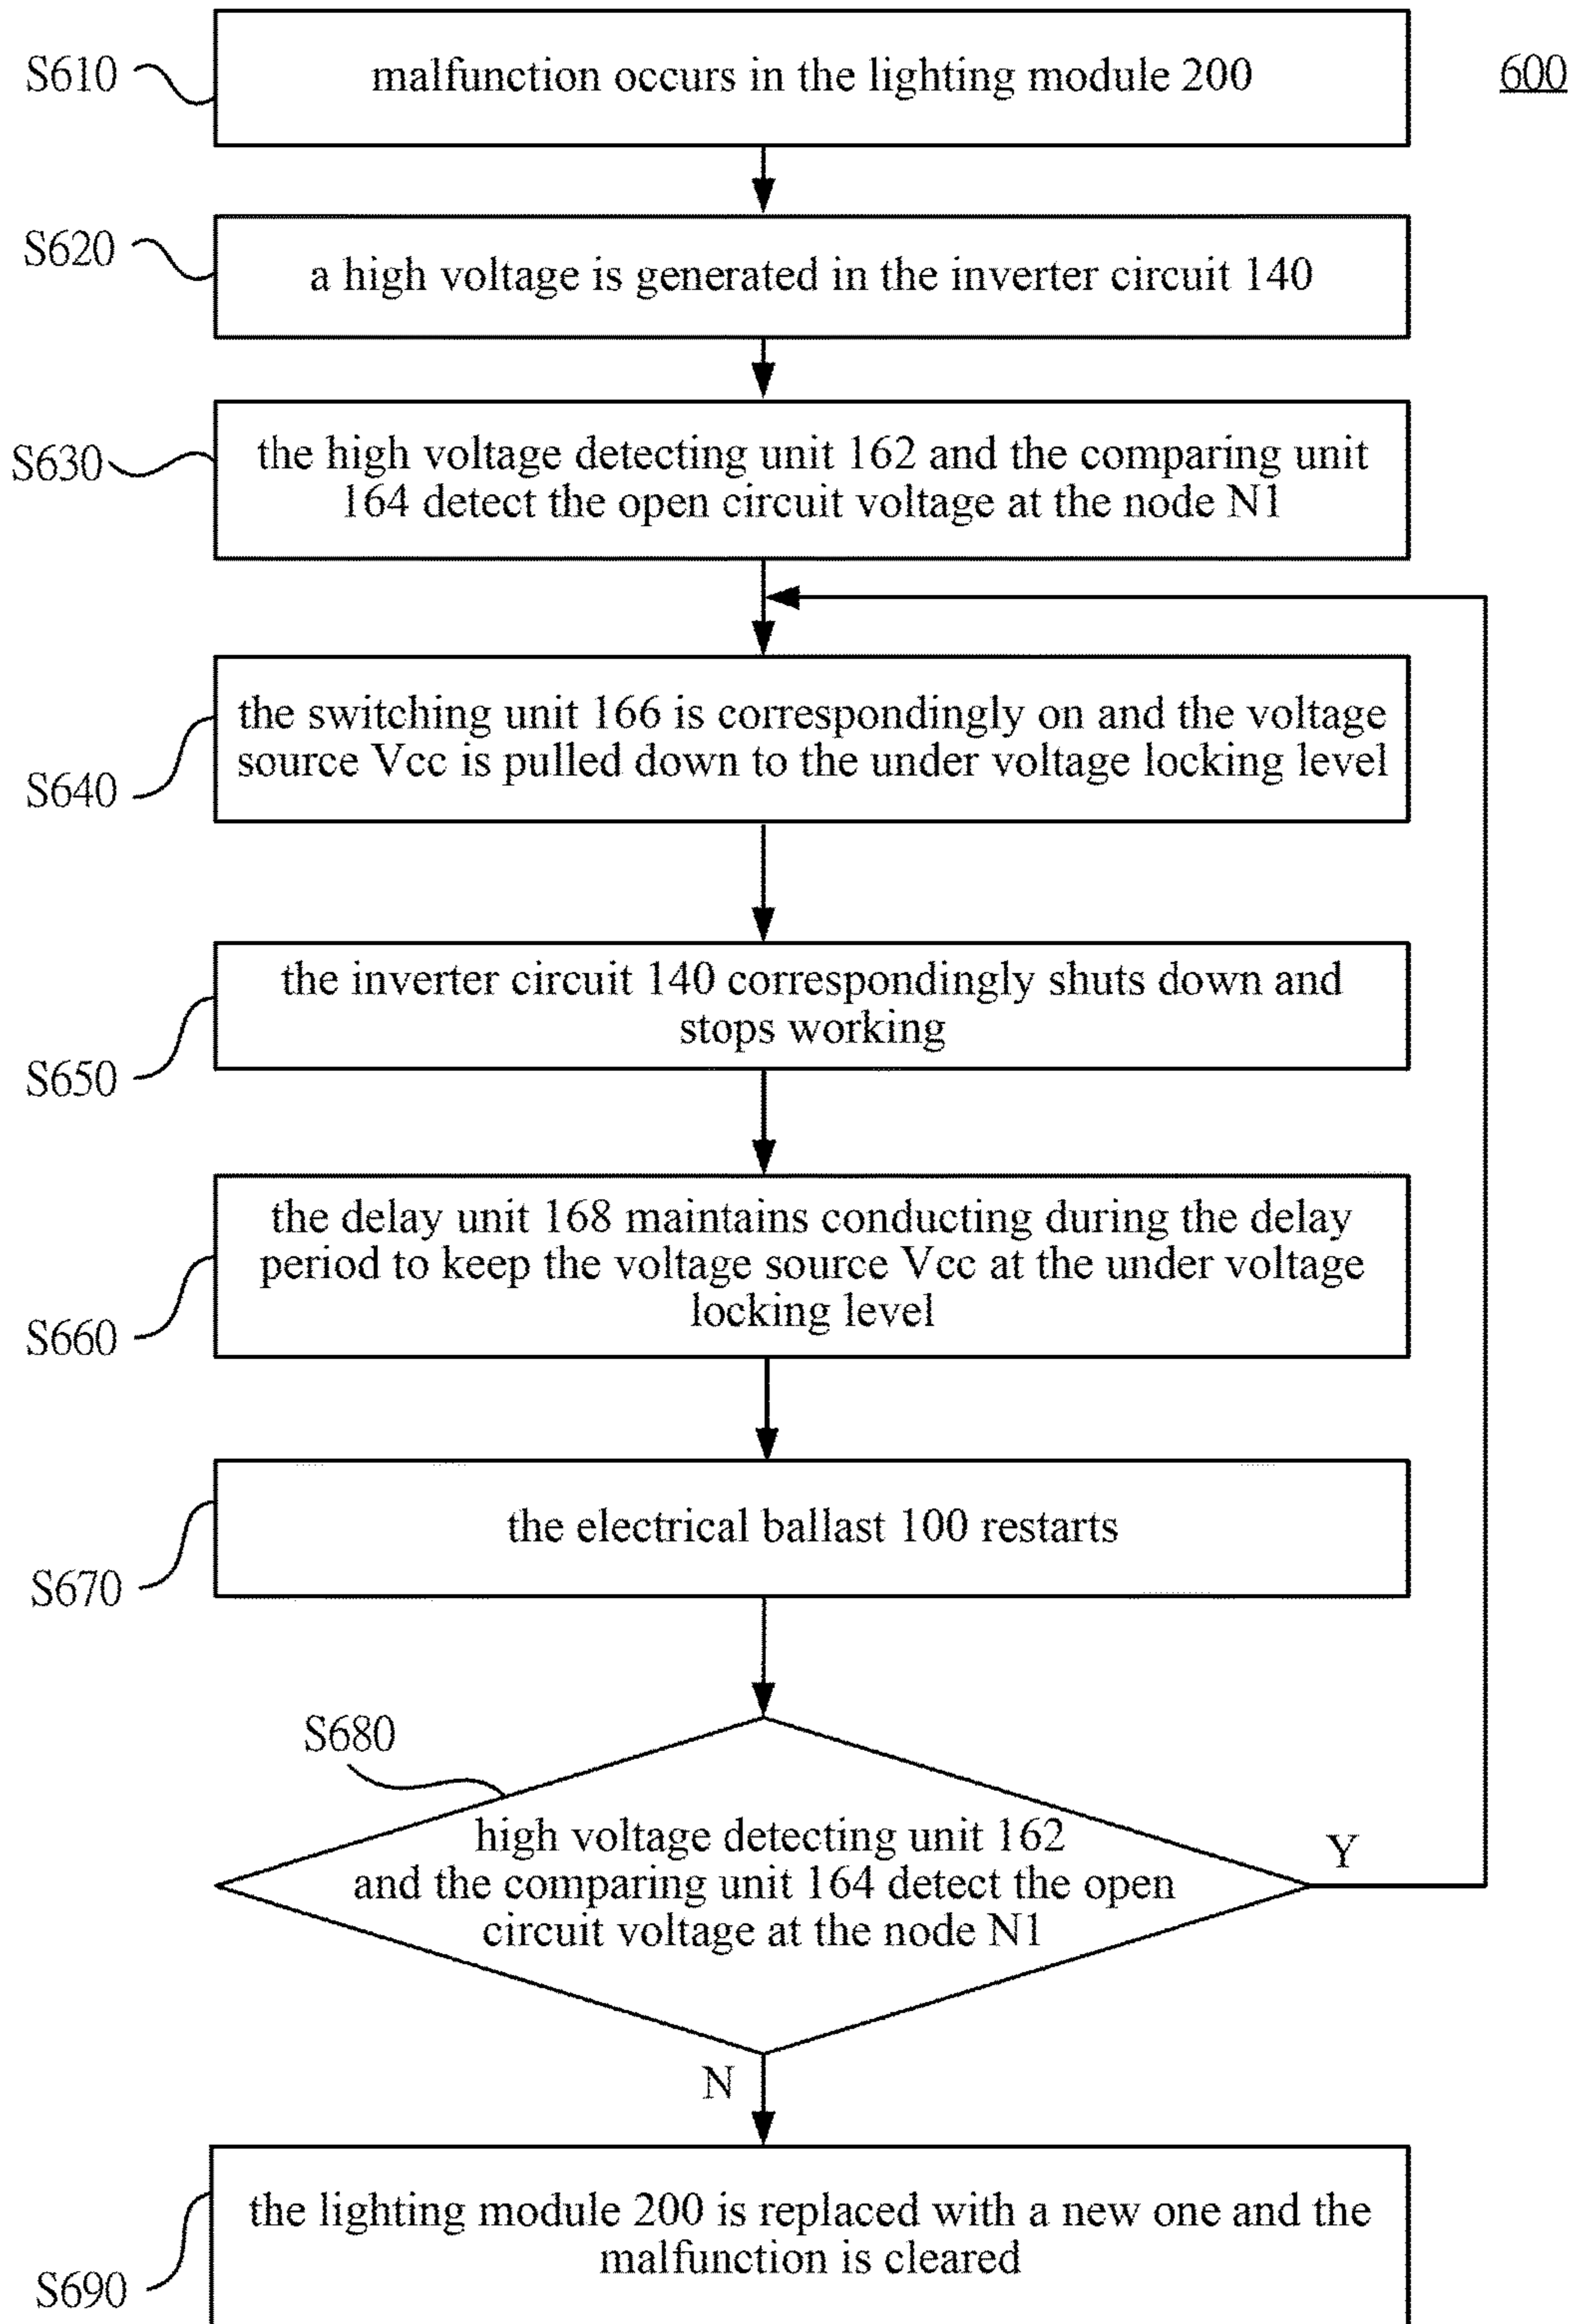 600
S610
malfunction occurs in the lighting module 200
S620
a high voltage is generated in the inverter circuit 140
S630
the high voltage detecting unit 162 and the comparing unit
164 detect the open circuit voltage at the node N1
S640
the switching unit 166 is correspondingly on and the voltage
source Vcc is pulled down to the under voltage locking level
S650
the inverter circuit 140 correspondingly shuts down and
stops working
S660
the delay unit 168 maintains conducting during the delay
period to keep the voltage source Vcc at the under voltage
locking level
S670
the electrical ballast 100 restarts
S680
high voltage detecting unit 162
and the comparing unit 164 detect the open
circuit voltage at the node N1
Y
N
S690
the lighting module 200 is replaced with a new one and the
malfunction is cleared